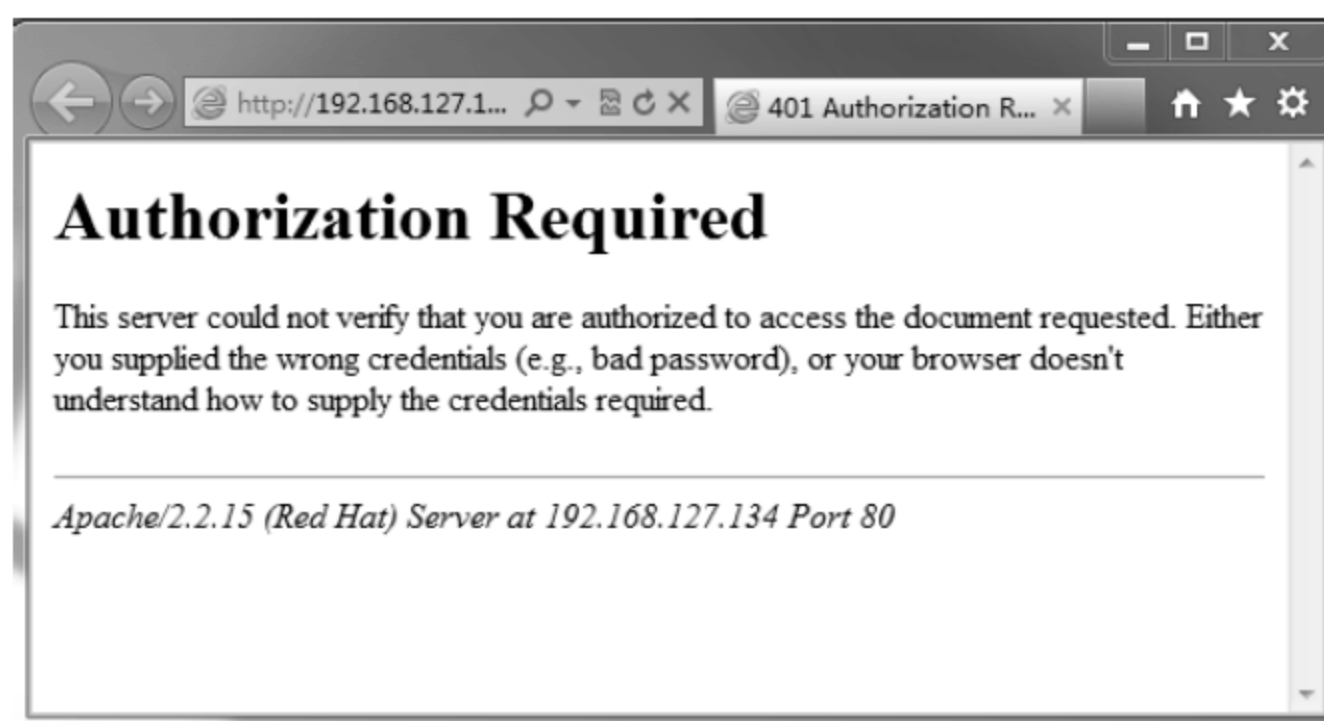 http://192.168.127.1...
401 Authorization R...
Authorization Required
This server could not verify that you are authorized to access the document requested. Either
you supplied the wrong credentials (e.g., bad password), or your browser doesn't
understand how to supply the credentials required.
Apache/2.2.15 (Red Hat) Server at 192.168.127.134 Port 80